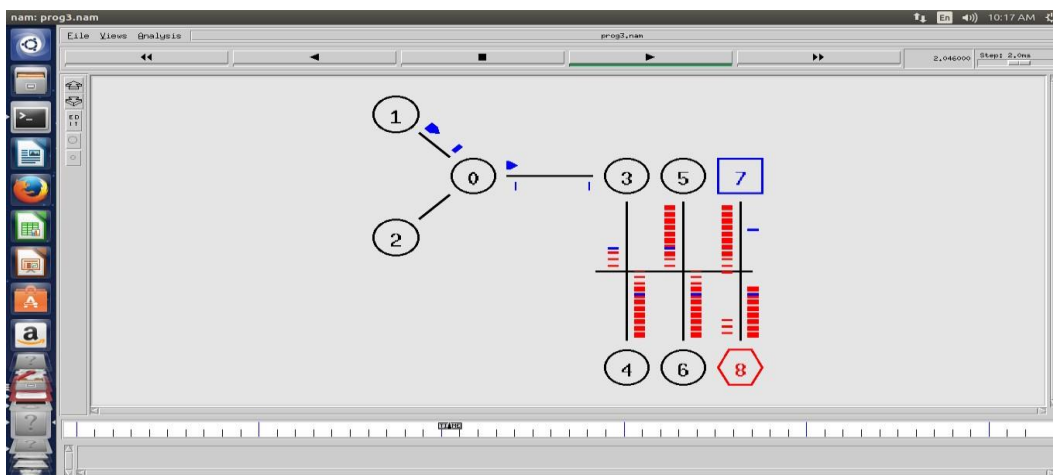 nam: prog3.nam
En
10:17 AM
File Views Analysis
prog3.nam
2.046000
Step: 2.0ms
E D
I T
1
0
3
5
7
2
4
6
8
a
?
?